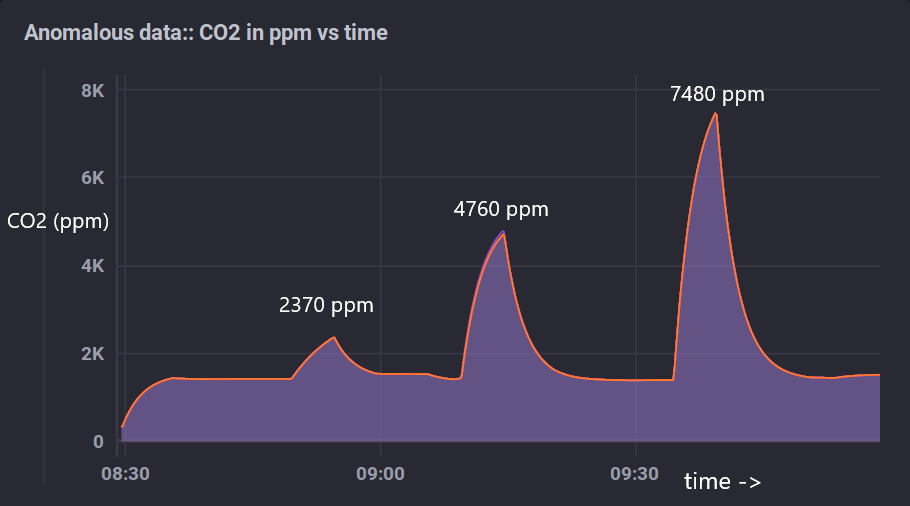 Anomalous data:: CO2 in ppm vs time
8K
7480 ppm
6K
CO2 (ppm)
4760 ppm
4K
2370 ppm
2K
0
08:30
09:00
09:30
time ->